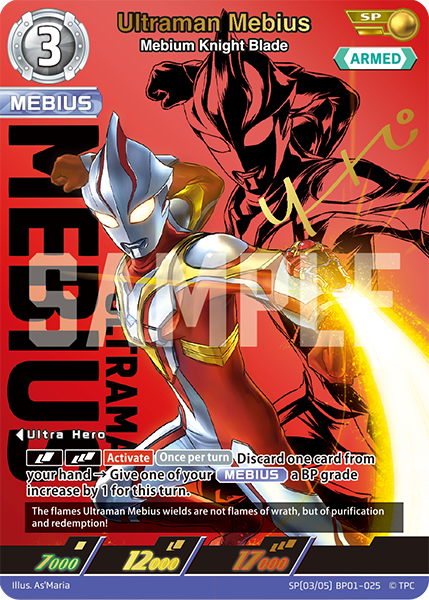 Ultraman Mebius
Mebium Knight Blade
SP
3
ARMED
MEBIUS
MEBIUS
ULTRAMA
SAMPLE
Ultra Hero
Activate Once per turn Discard one card from
your hand → Give one of your MEBIUS a BP grade
increase by 1 for this turn.
The flames Ultraman Mebius wields are not flames of wrath, but of purification
and redemption!
7000 12000 17000
Illus. As'Maria SP[03/05] BP01-025 © TPC